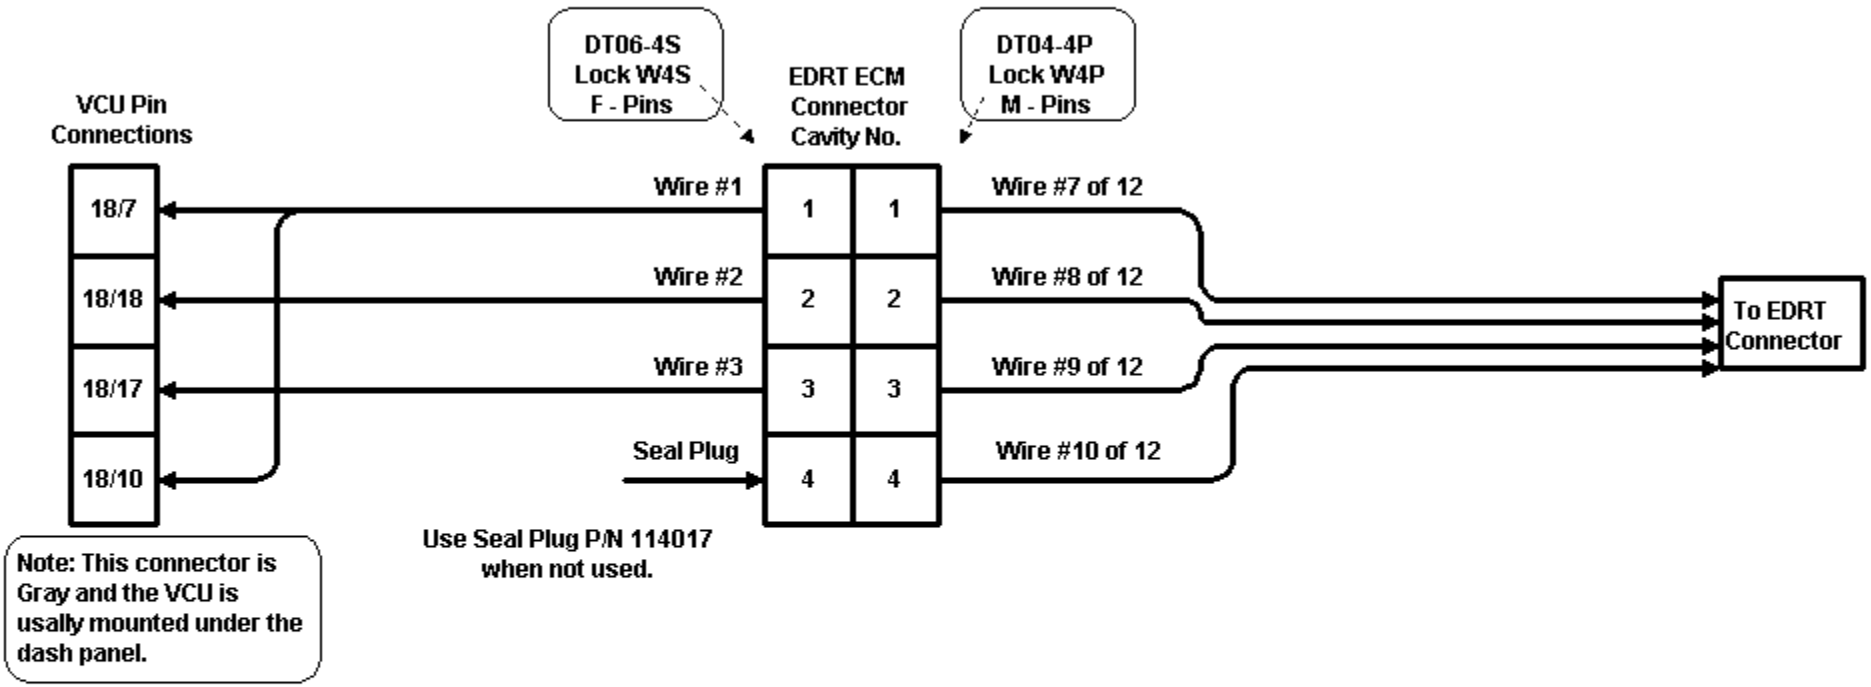 DT06-4S
Lock W4S
F - Pins
DT04-4P
Lock W4P
M - Pins
EDRT ECM
Connector
Cavity No.
VCU Pin
Connections
18/7
Wire #1
1
1
Wire #7 of 12
18/18
Wire #2
2
2
Wire #8 of 12
To EDRT
Connector
18/17
Wire #3
3
3
Wire #9 of 12
18/10
Seal Plug
4
4
Wire #10 of 12
Use Seal Plug P/N 114017
when not used.
Note: This connector is
Gray and the VCU is
usally mounted under the
dash panel.